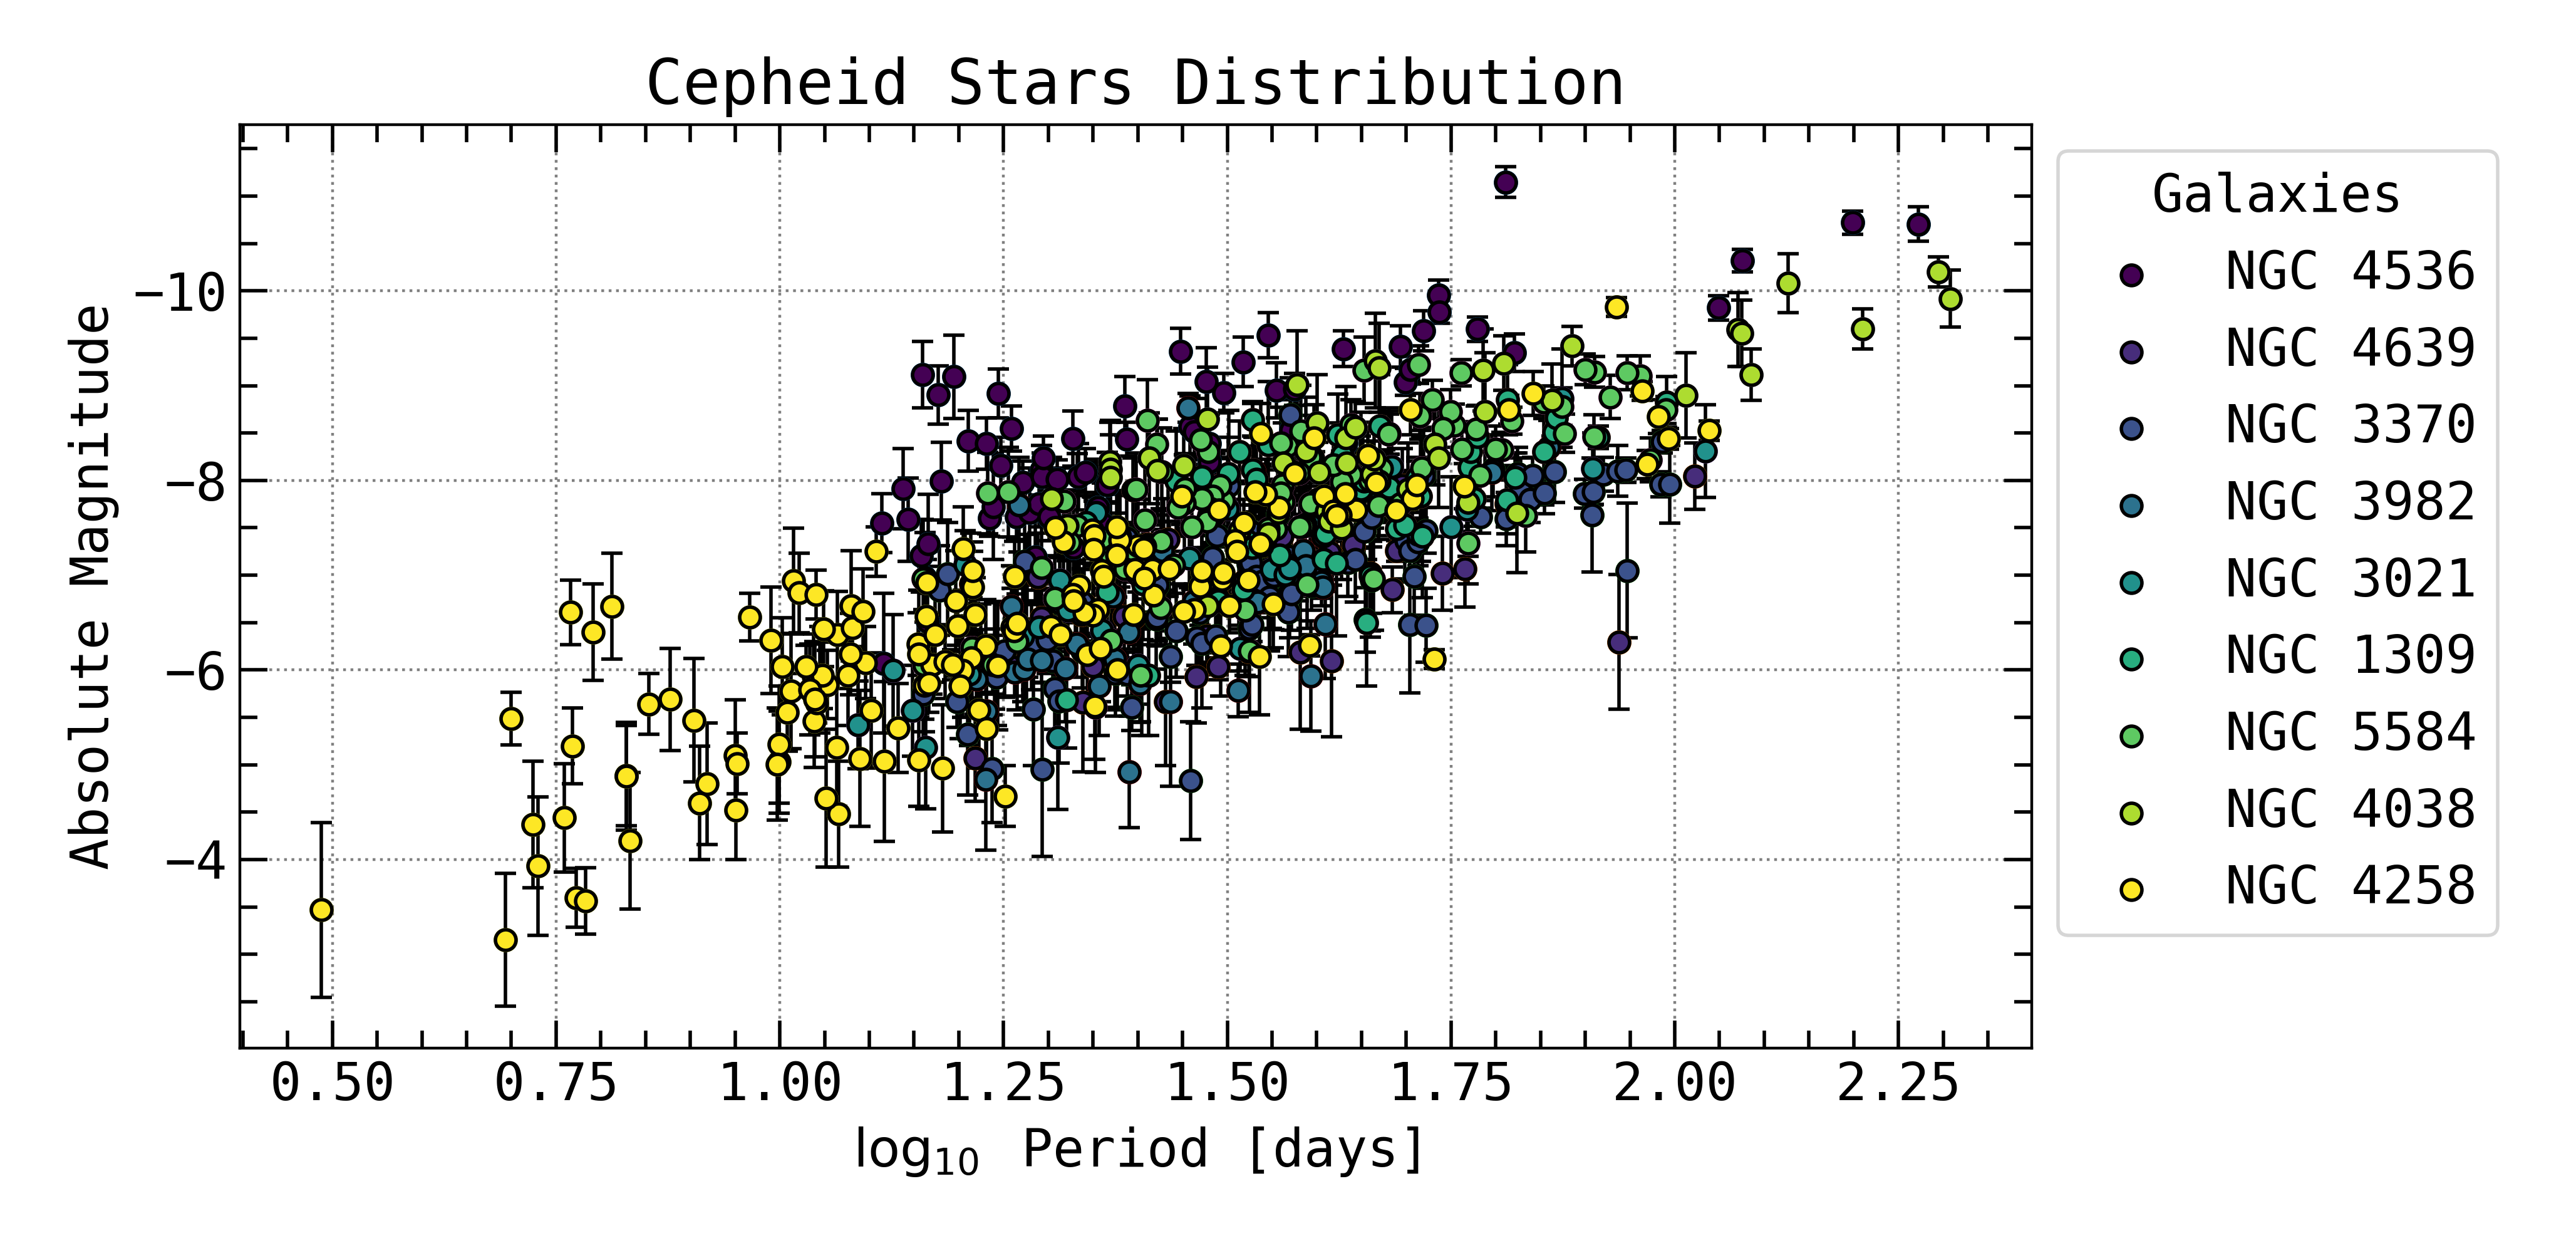 Cepheid Stars Distribution
Absolute Magnitude
−10
−8
−6
−4
0.50 0.75 1.00 1.25 1.50 1.75 2.00 2.25
log₁₀ Period [days]
Galaxies
NGC 4536
NGC 4639
NGC 3370
NGC 3982
NGC 3021
NGC 1309
NGC 5584
NGC 4038
NGC 4258